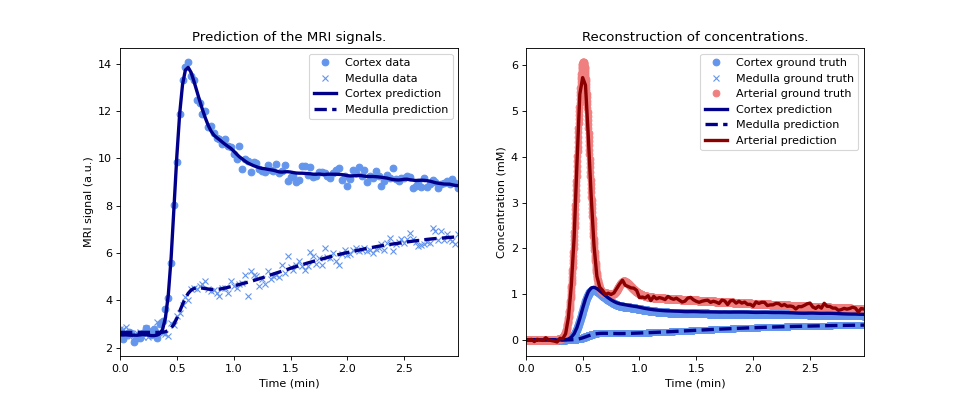 Prediction of the MRI signals.
MRI signal (a.u.)
14
12
10
8
6
4
2
Cortex data
Medulla data
Cortex prediction
Medulla prediction
0.0
0.5
1.0
1.5
2.0
2.5
Time (min)
Reconstruction of concentrations.
Concentration (mM)
6
5
4
3
2
1
0
Cortex ground truth
Medulla ground truth
Arterial ground truth
Cortex prediction
Medulla prediction
Arterial prediction
0.0
0.5
1.0
1.5
2.0
2.5
Time (min)